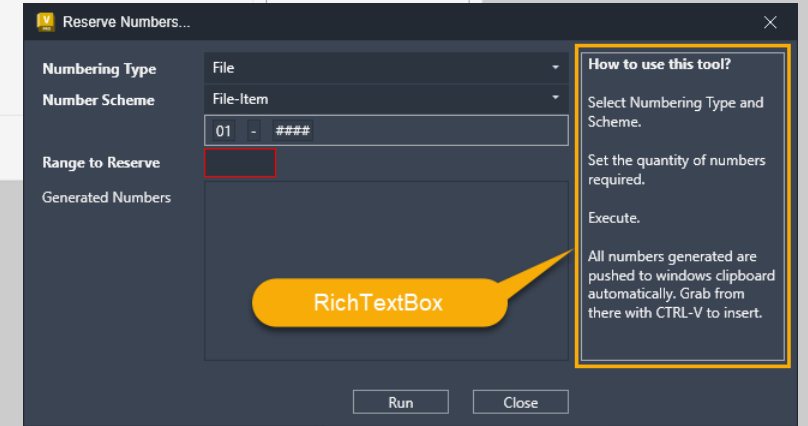 Reserve Numbers...
Numbering Type
File
Number Scheme
File-Item
01 - ####
Range to Reserve
Generated Numbers
How to use this tool?
Select Numbering Type and
Scheme.
Set the quantity of numbers
required.
Execute.
All numbers generated are
pushed to windows clipboard
automatically. Grab from
there with CTRL-V to insert.
RichTextBox
Run
Close